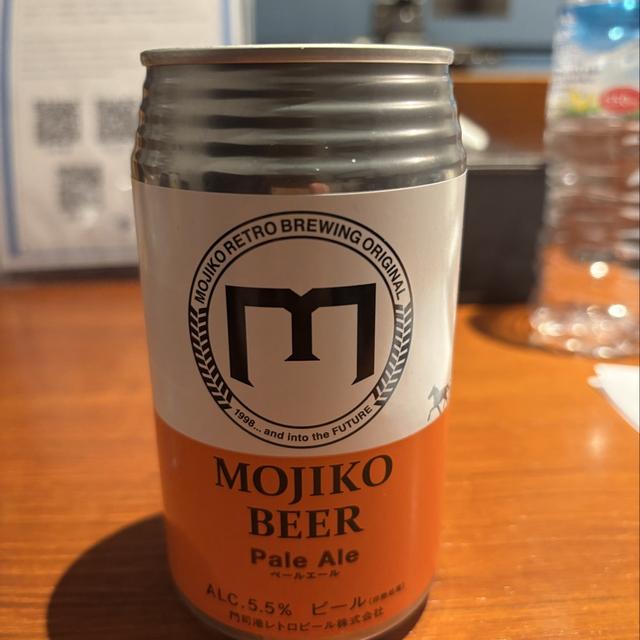 MOJIKO RETRO BREWING ORIGINAL
m
1998... and into the FUTURE
MOJIKO
BEER
Pale Ale
ペールエール
ALC.5.5% ビール
門司港レトロビール株式会社